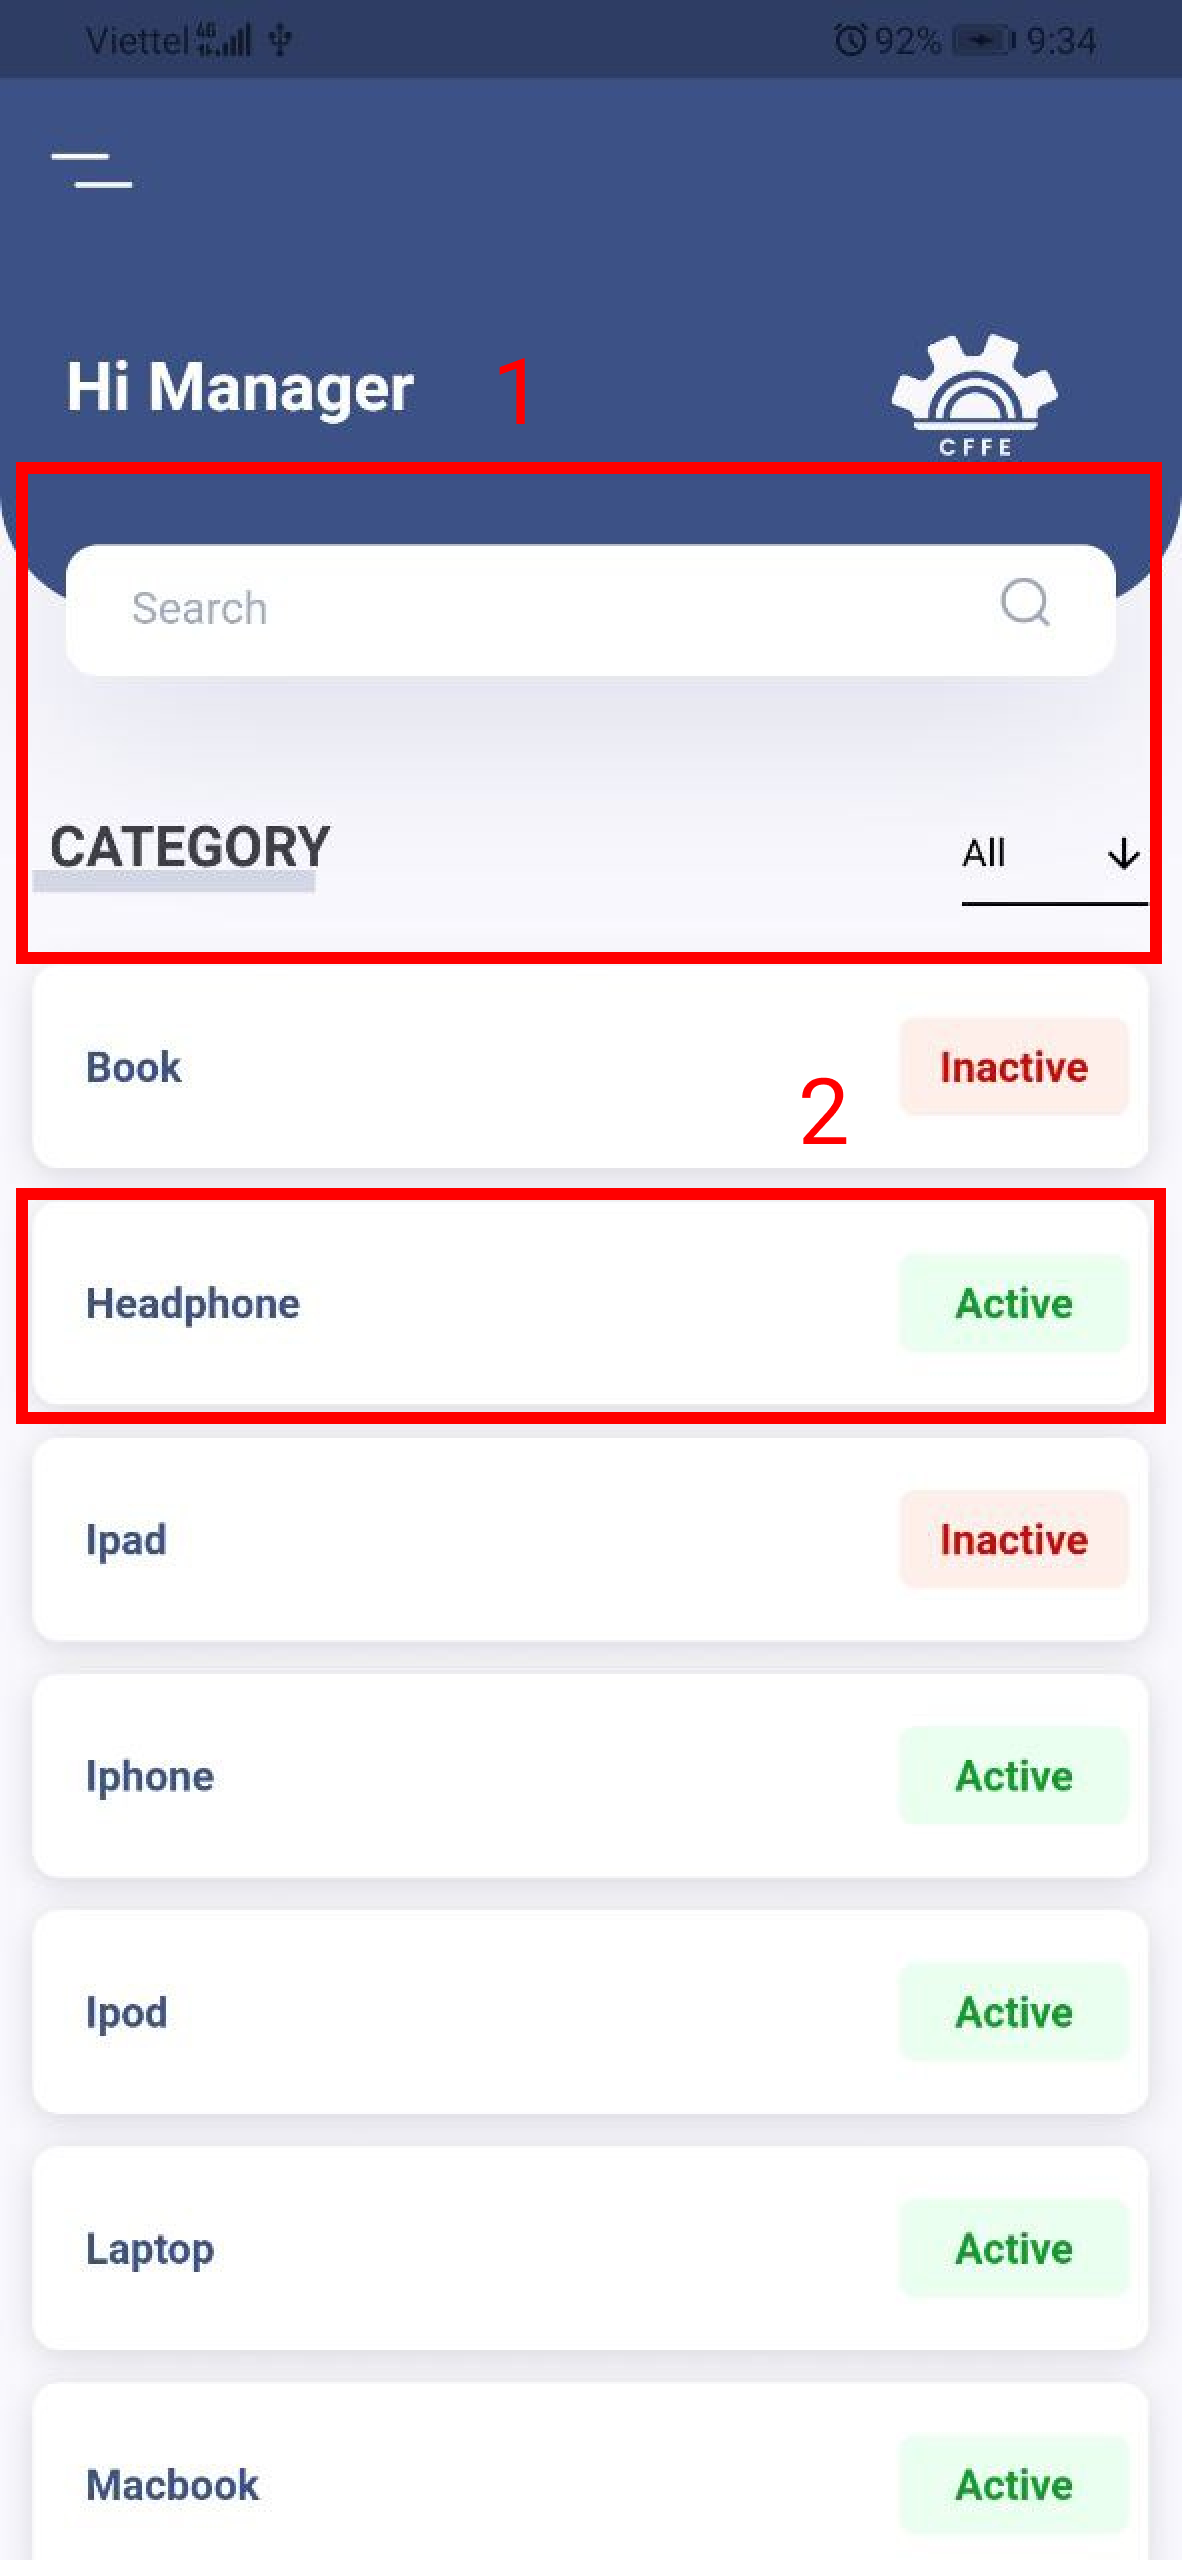 Viettel 4G 92% 9:34
Hi Manager 1
CFFE
Search
CATEGORY All
Book Inactive
2
Headphone Active
Ipad Inactive
Iphone Active
Ipod Active
Laptop Active
Macbook Active